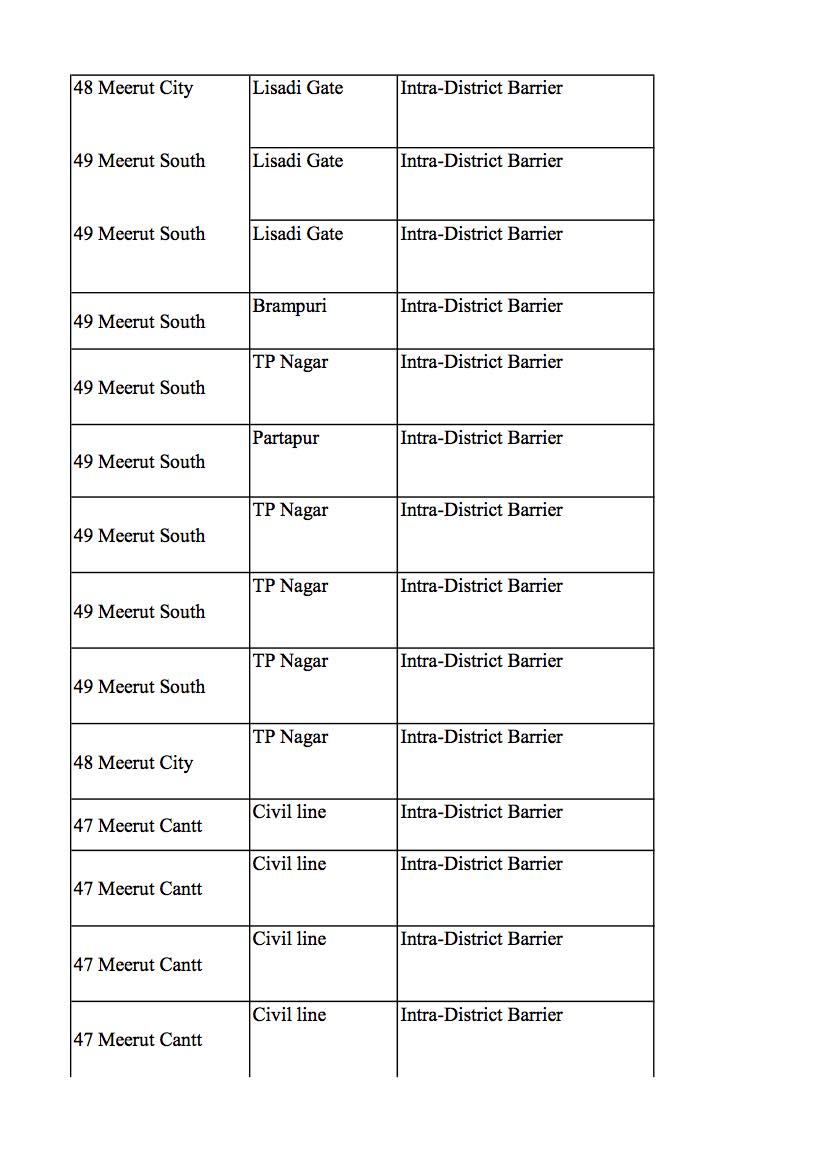 48 Meerut City Lisadi Gate Intra-District Barrier
49 Meerut South Lisadi Gate Intra-District Barrier
49 Meerut South Lisadi Gate Intra-District Barrier
49 Meerut South Brampuri Intra-District Barrier
49 Meerut South TP Nagar Intra-District Barrier
49 Meerut South Partapur Intra-District Barrier
49 Meerut South TP Nagar Intra-District Barrier
49 Meerut South TP Nagar Intra-District Barrier
49 Meerut South TP Nagar Intra-District Barrier
48 Meerut City TP Nagar Intra-District Barrier
47 Meerut Cantt Civil line Intra-District Barrier
47 Meerut Cantt Civil line Intra-District Barrier
47 Meerut Cantt Civil line Intra-District Barrier
47 Meerut Cantt Civil line Intra-District Barrier